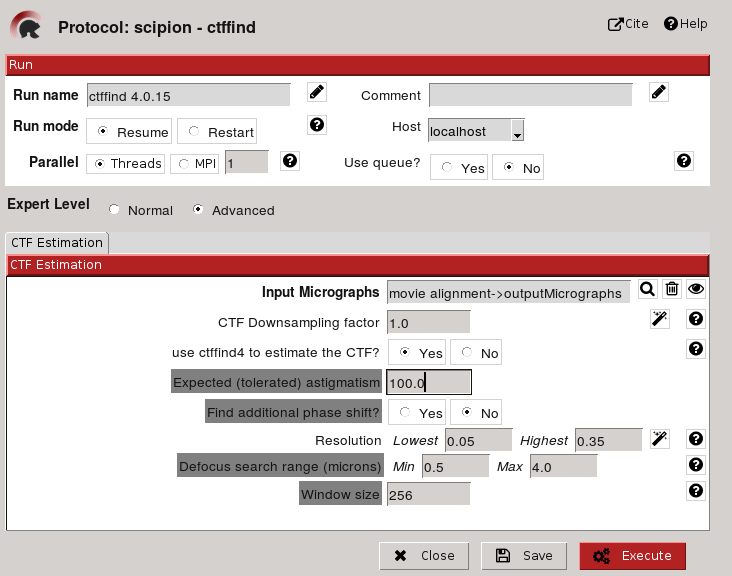 Protocol: scipion - ctffind
Cite
Help
Run
Run name ctffind 4.0.15 Comment
Run mode Resume Restart Host localhost
Parallel Threads MPI 1 Use queue? Yes No
Expert Level Normal Advanced
CTF Estimation
CTF Estimation
Input Micrographs movie alignment->outputMicrographs
CTF Downsampling factor 1.0
use ctffind4 to estimate the CTF? Yes No
Expected (tolerated) astigmatism 100.0
Find additional phase shift? Yes No
Resolution Lowest 0.05 Highest 0.35
Defocus search range (microns) Min 0.5 Max 4.0
Window size 256
Close Save Execute